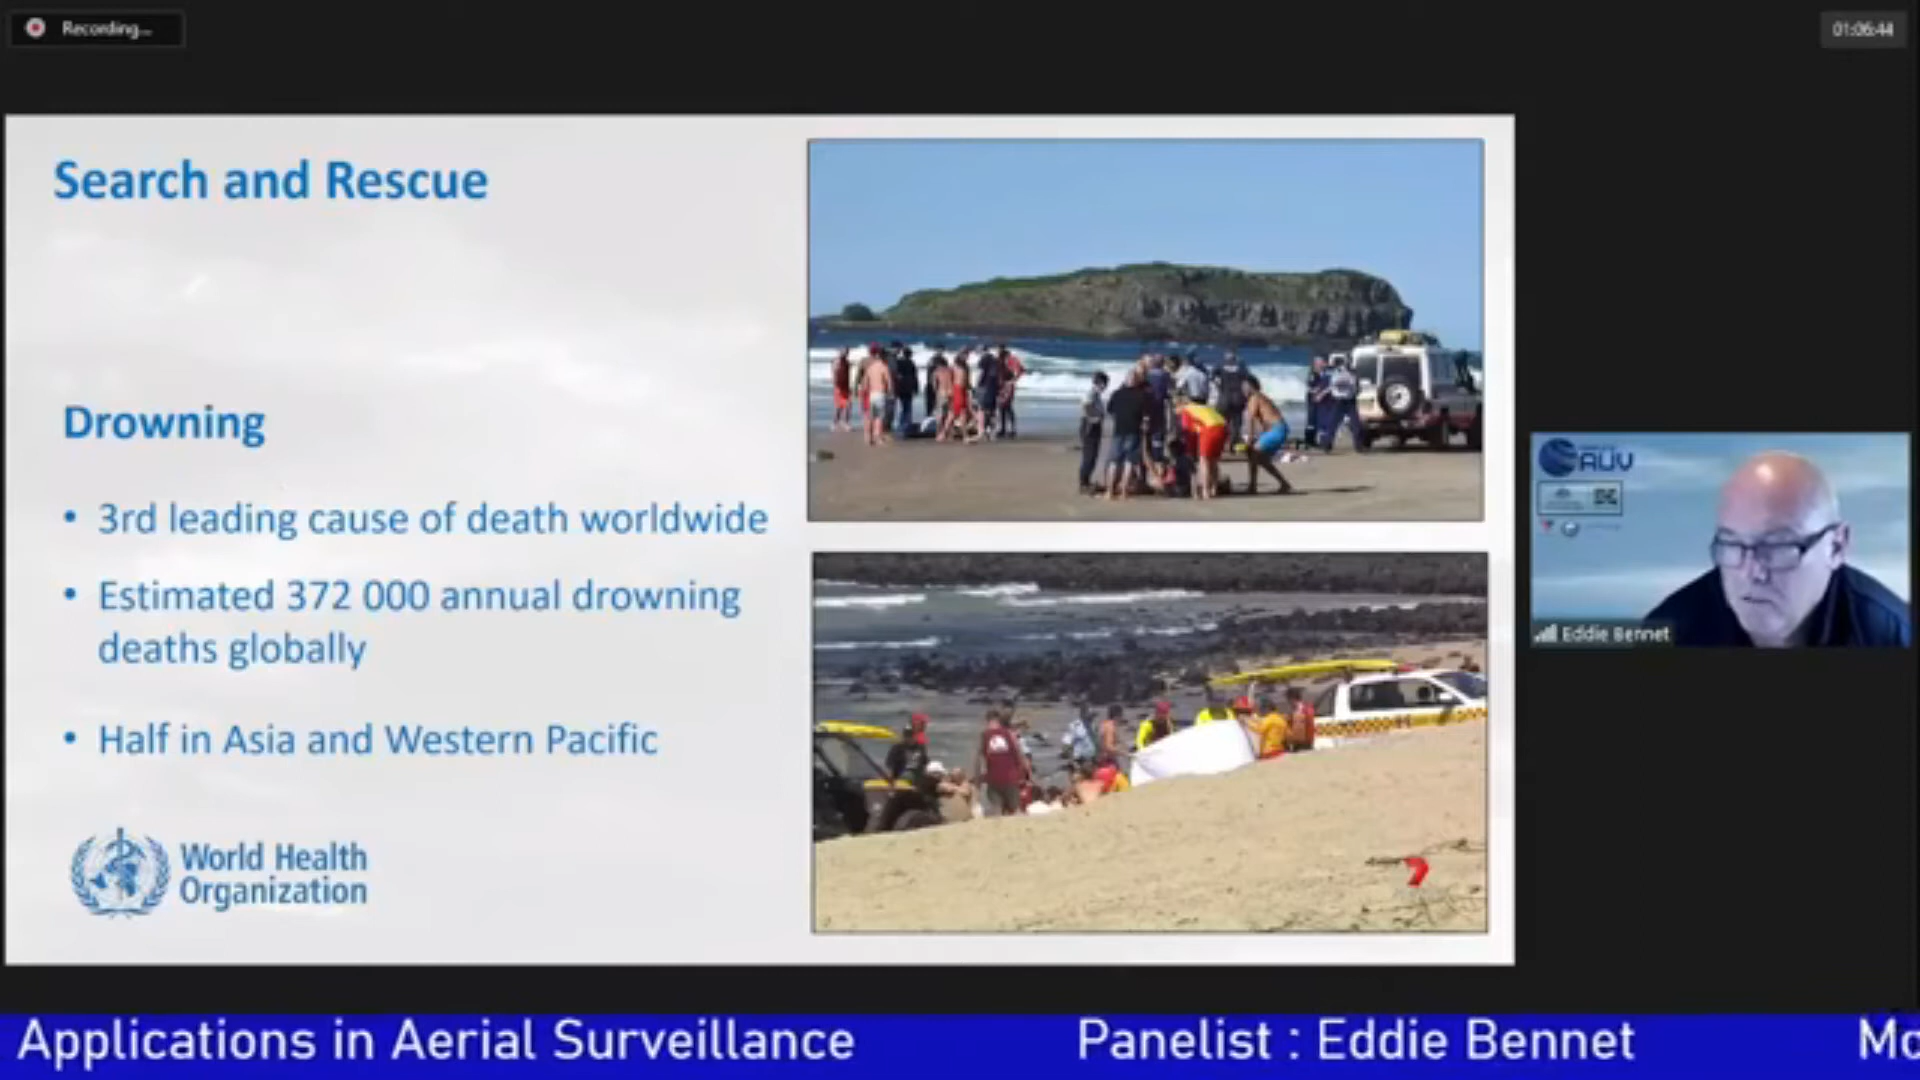 Recording...
01:06:44
Search and Rescue
Drowning
• 3rd leading cause of death worldwide
• Estimated 372 000 annual drowning
deaths globally
• Half in Asia and Western Pacific
World Health
Organization
7
AUV
Eddie Bennet
Applications in Aerial Surveillance Panelist : Eddie Bennet Mo